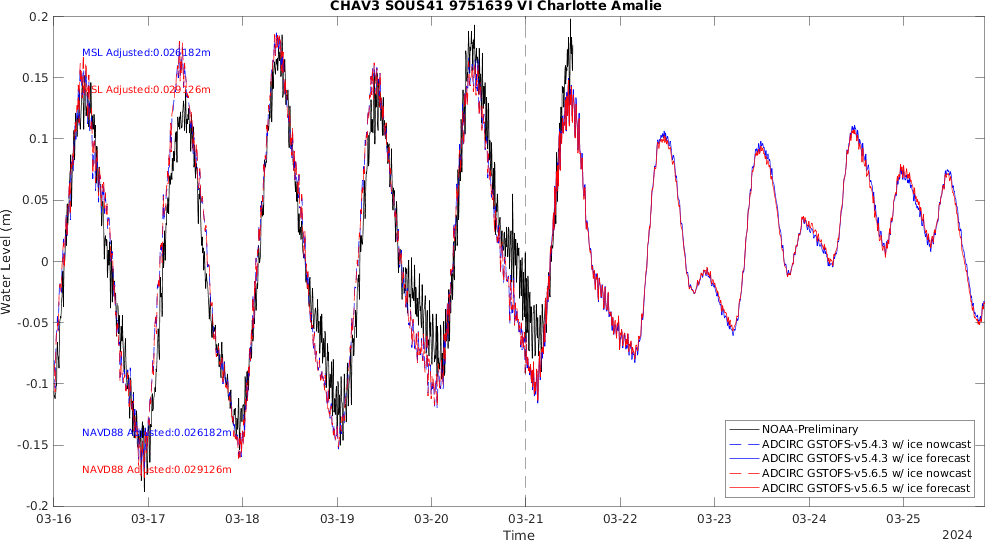 CHAV3 SOUS41 9751639 VI Charlotte Amalie
0.2
0.15
0.1
0.05
0
-0.05
-0.1
-0.15
-0.2
Water Level (m)
MSL Adjusted:0.026182m
MSL Adjusted:0.029126m
NAVD88 Adjusted:0.026182m
NAVD88 Adjusted:0.029126m
NOAA-Preliminary
ADCIRC GSTOFS-v5.4.3 w/ ice nowcast
ADCIRC GSTOFS-v5.4.3 w/ ice forecast
ADCIRC GSTOFS-v5.6.5 w/ ice nowcast
ADCIRC GSTOFS-v5.6.5 w/ ice forecast
03-16 03-17 03-18 03-19 03-20 03-21 03-22 03-23 03-24 03-25
Time
2024